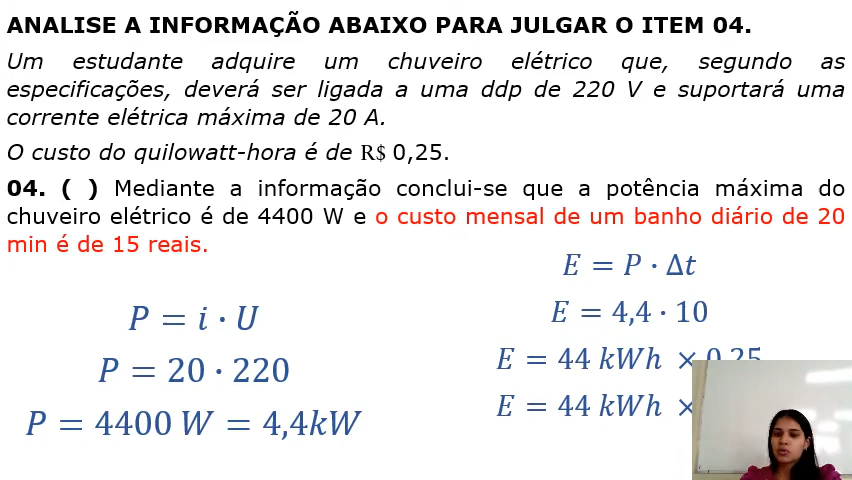 ANALISE A INFORMAÇÃO ABAIXO PARA JULGAR O ITEM 04.
Um estudante adquire um chuveiro elétrico que, segundo as
especificações, deverá ser ligada a uma ddp de 220 V e suportará uma
corrente elétrica máxima de 20 A.
O custo do quilowatt-hora é de R$ 0,25.
04. ( ) Mediante a informação conclui-se que a potência máxima do
chuveiro elétrico é de 4400 W e o custo mensal de um banho diário de 20
min é de 15 reais.
P = i · U
P = 20 · 220
P = 4400 W = 4,4kW
E = P · Δt
E = 4,4 · 10
E = 44 kWh × 0,25
E = 44 kWh ×